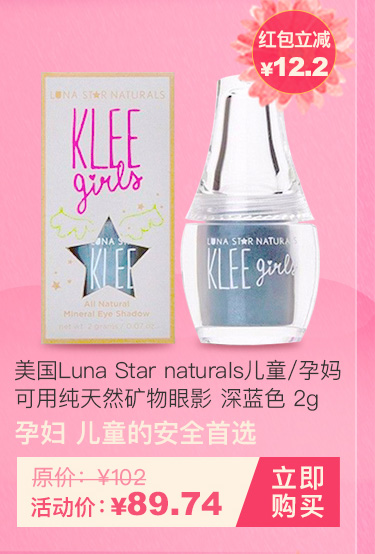 红包立减
¥12.2
LUNA STAR NATURALS
KLEE
girls
LUNA STAR NATURALS
KLEE
All Natural
Mineral Eye Shadow
LUNA STAR NATURALS
KLEE girls
美国Luna Star naturals儿童/孕妈
可用纯天然矿物眼影 深蓝色 2g
孕妇 儿童的安全首选
原价：¥102
活动价：¥89.74
立即
购买